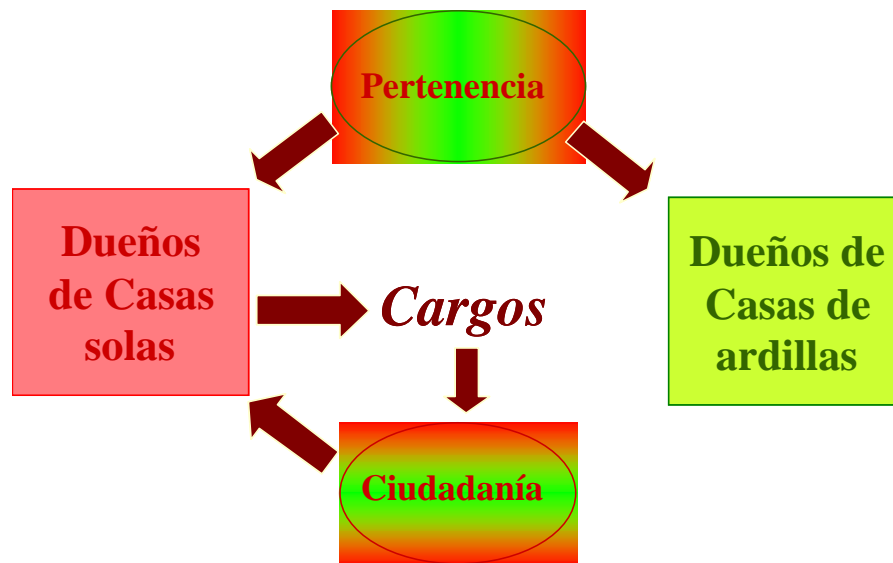 Pertenencia
Dueños
de Casas
solas
Cargos
Dueños de
Casas de
ardillas
Ciudadanía